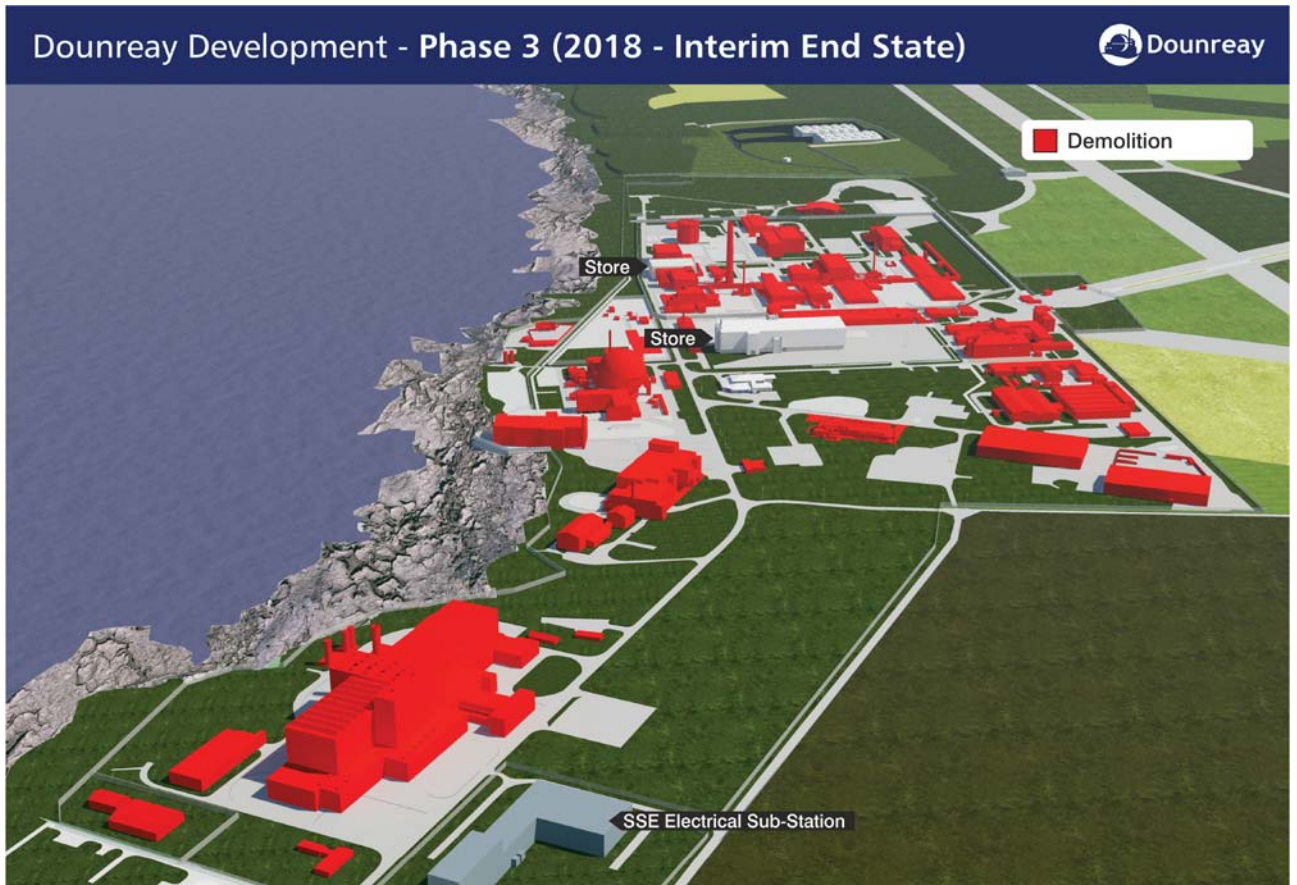 Dounreay Development - Phase 3 (2018 - Interim End State)
Dounreay
Demolition
Store
Store
SSE Electrical Sub-Station